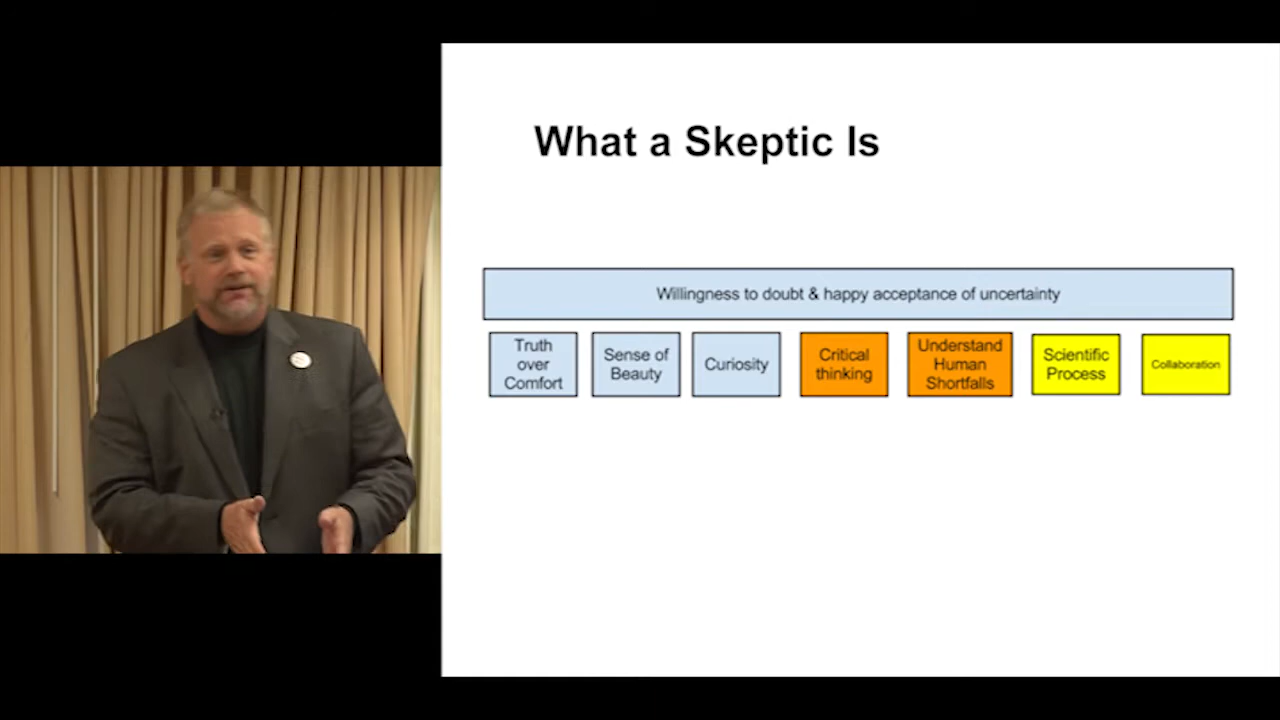 What a Skeptic Is
Willingness to doubt & happy acceptance of uncertainty
Truth
over
Comfort
Sense of
Beauty
Curiosity
Critical
thinking
Understand
Human
Shortfalls
Scientific
Process
Collaboration